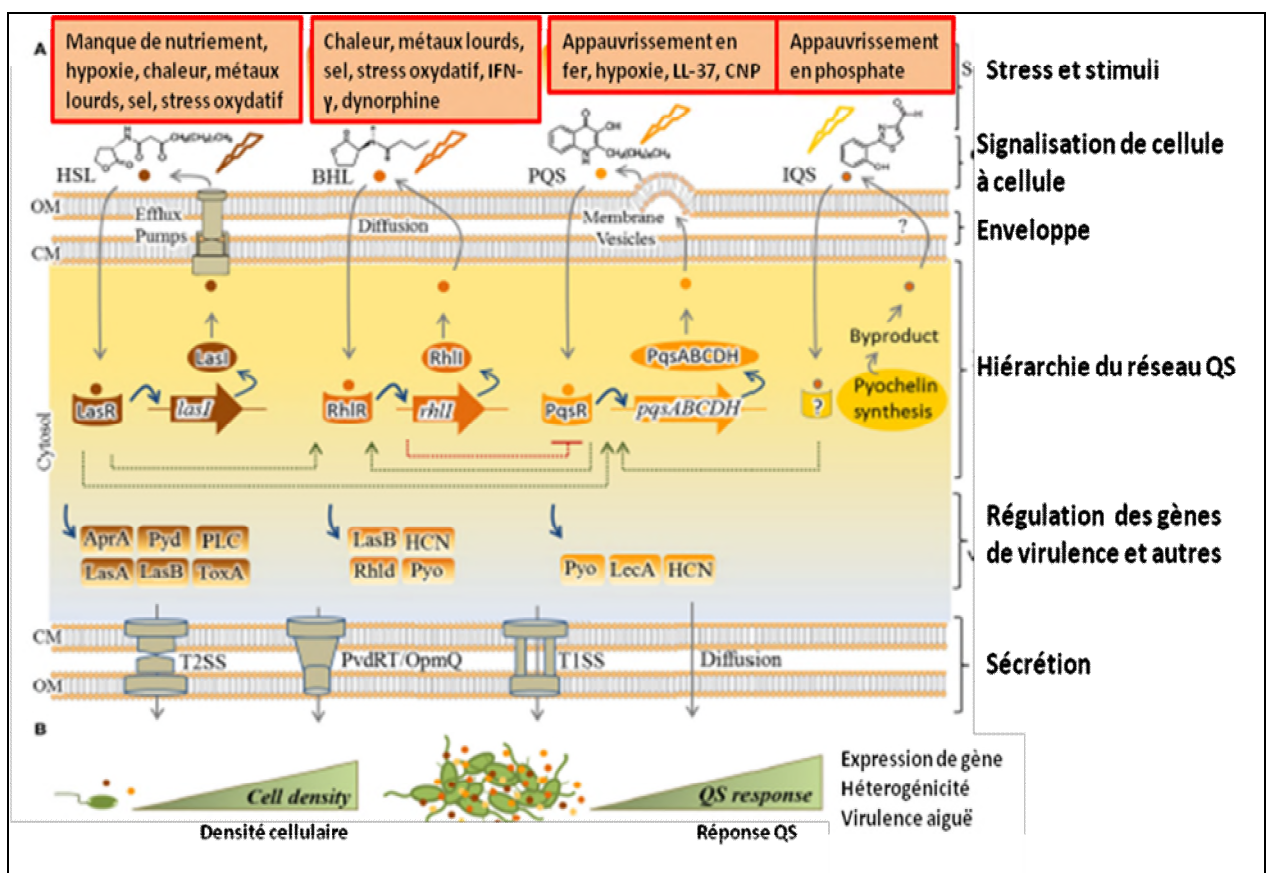 A
Manque de nutriement,
hypoxie, chaleur, métaux
lourds, sel, stress oxydatif
Chaleur, métaux lourds,
sel, stress oxydatif, IFN-
γ, dynorphine
Appauvrissement en
fer, hypoxie, LL-37, CNP
Appauvrissement
en phosphate
S
Stress et stimuli
Signalisation de cellule
à cellule
HSL
BHL
PQS
IQS
OM
Efflux
Pumps
Diffusion
Membrane
Vesicles
?
CM
Enveloppe
Cytosol
LasI
RhlI
PqsABCDH
Byproduct
LasR
lasI
RhlR
rhlI
PqsR
pqsABCDH
?
Pyochelin
synthesis
Hiérarchie du réseau QS
AprA Pyd PLC
LasA LasB ToxA
LasB HCN
Rhld Pyo
Pyo LecA HCN
Régulation des gènes
de virulence et autres
CM
OM
T2SS
PvdRT/OpmQ
T1SS
Diffusion
Sécrétion
B
Cell density
QS response
Densité cellulaire
Réponse QS
Expression de gène
Hétérogénicité
Virulence aiguë